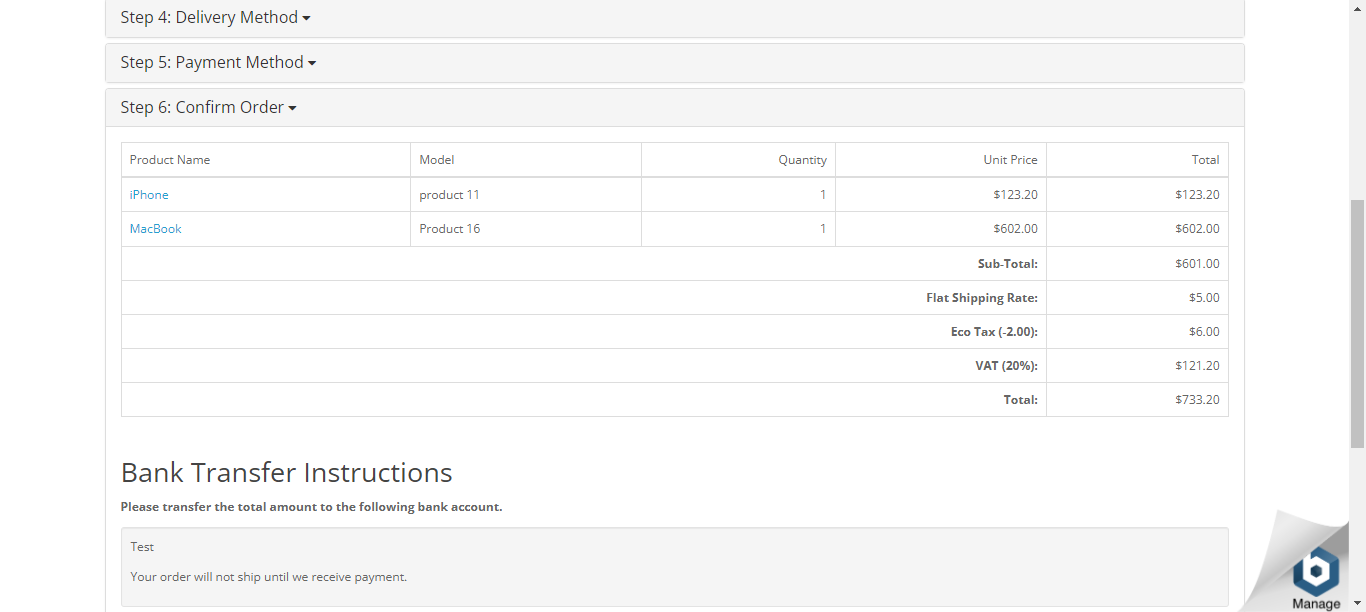 Step 4: Delivery Method
Step 5: Payment Method
Step 6: Confirm Order
Product Name Model Quantity Unit Price Total
iPhone product 11 1 $123.20 $123.20
MacBook Product 16 1 $602.00 $602.00
Sub-Total: $601.00
Flat Shipping Rate: $5.00
Eco Tax (-2.00): $6.00
VAT (20%): $121.20
Total: $733.20
Bank Transfer Instructions
Please transfer the total amount to the following bank account.
Test
Your order will not ship until we receive payment.
b
Manage